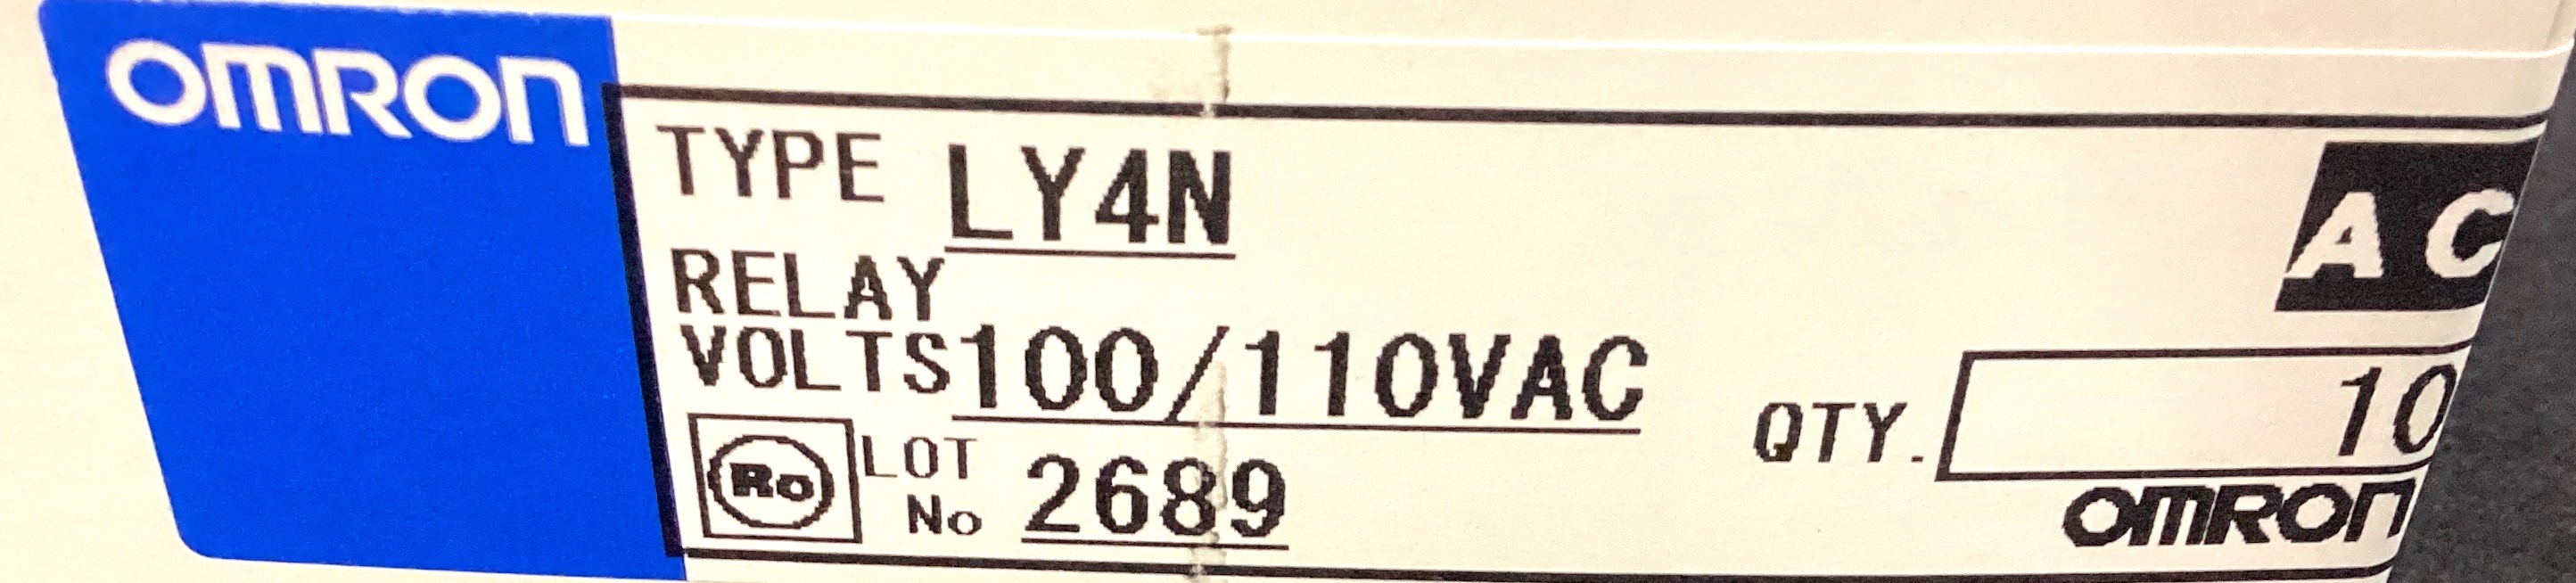 OMRON
TYPE LY4N
AC
RELAY
VOLTS 100/110VAC
QTY. 10
Ro LOT
No 2689
OMRON